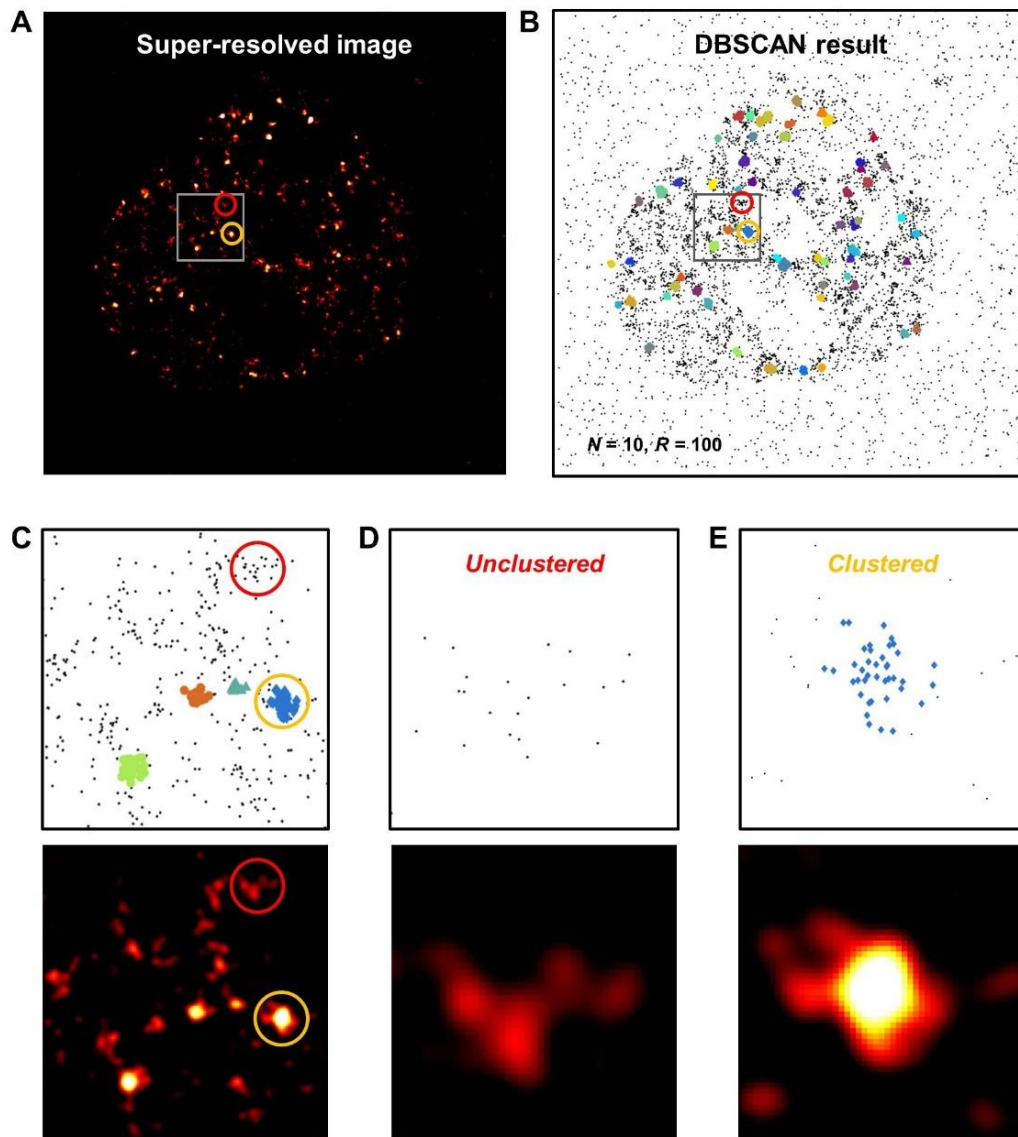 A
Super-resolved image
B
DBSCAN result
N = 10, R = 100
C
D
Unclustered
E
Clustered